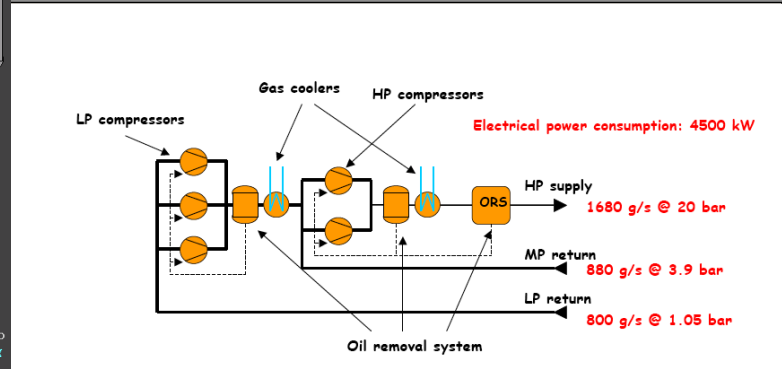 Gas coolers
HP compressors
LP compressors
Electrical power consumption: 4500 kW
HP supply
ORS
1680 g/s @ 20 bar
MP return
880 g/s @ 3.9 bar
LP return
800 g/s @ 1.05 bar
Oil removal system